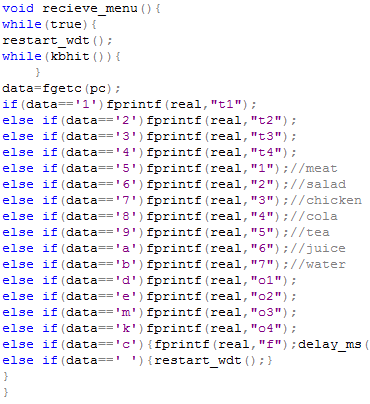 void recieve_menu(){
while(true){
restart_wdt();
while(kbhit()){
}
data=fgetc(pc);
if(data=='1')fprintf(real,"t1");
else if(data=='2')fprintf(real,"t2");
else if(data=='3')fprintf(real,"t3");
else if(data=='4')fprintf(real,"t4");
else if(data=='5')fprintf(real,"1");//meat
else if(data=='6')fprintf(real,"2");//salad
else if(data=='7')fprintf(real,"3");//chicken
else if(data=='8')fprintf(real,"4");//cola
else if(data=='9')fprintf(real,"5");//tea
else if(data=='a')fprintf(real,"6");//juice
else if(data=='b')fprintf(real,"7");//water
else if(data=='d')fprintf(real,"o1");
else if(data=='e')fprintf(real,"o2");
else if(data=='m')fprintf(real,"o3");
else if(data=='k')fprintf(real,"o4");
else if(data=='c'){fprintf(real,"f");delay_ms(
else if(data==' '){restart_wdt();}
}
}